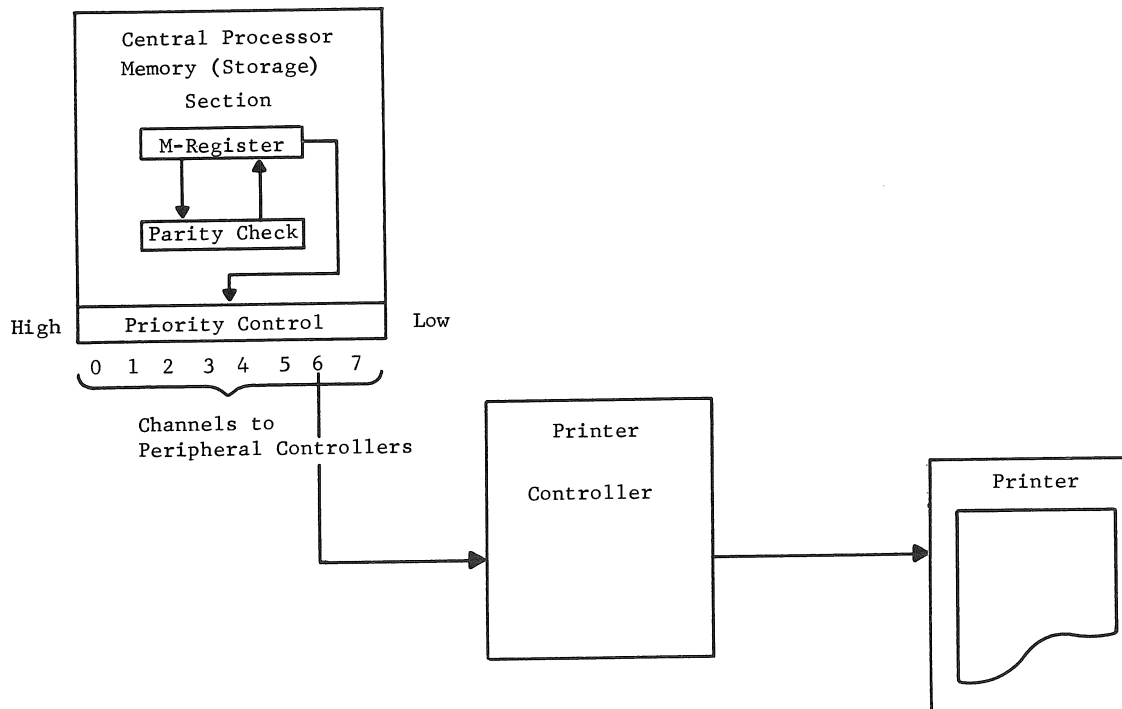 Central Processor
Memory (Storage)
Section
M-Register
Parity Check
High
Priority Control
Low
0 1 2 3 4 5 6 7
Channels to
Peripheral Controllers
Printer
Controller
Printer